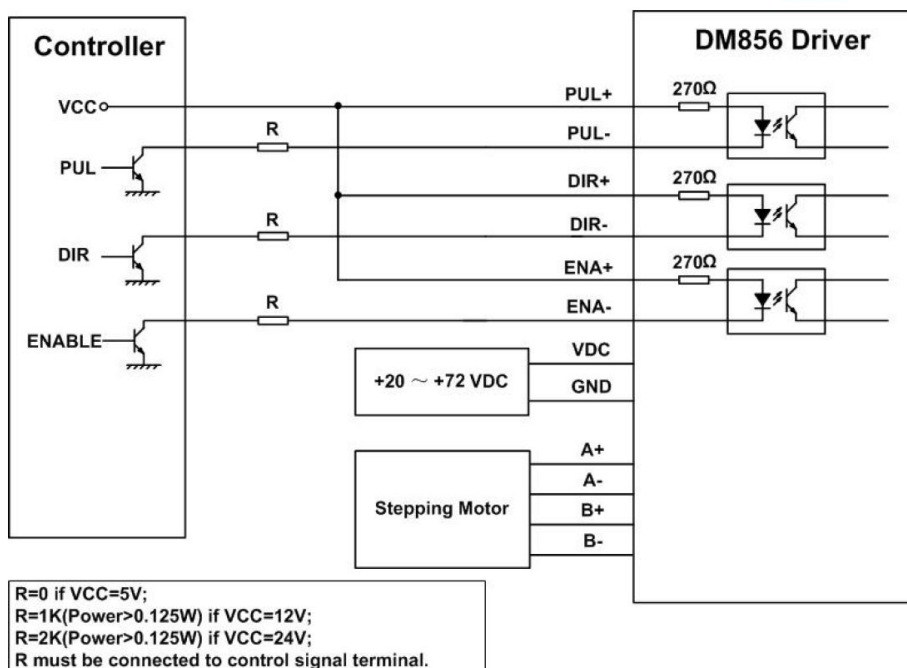 Controller
DM856 Driver
VCC
PUL+
270Ω
R
PUL-
PUL
DIR+
270Ω
R
DIR-
DIR
ENA+
270Ω
R
ENA-
ENABLE
VDC
+20 ～ +72 VDC
GND
A+
A-
Stepping Motor
B+
B-
R=0 if VCC=5V;
R=1K(Power>0.125W) if VCC=12V;
R=2K(Power>0.125W) if VCC=24V;
R must be connected to control signal terminal.